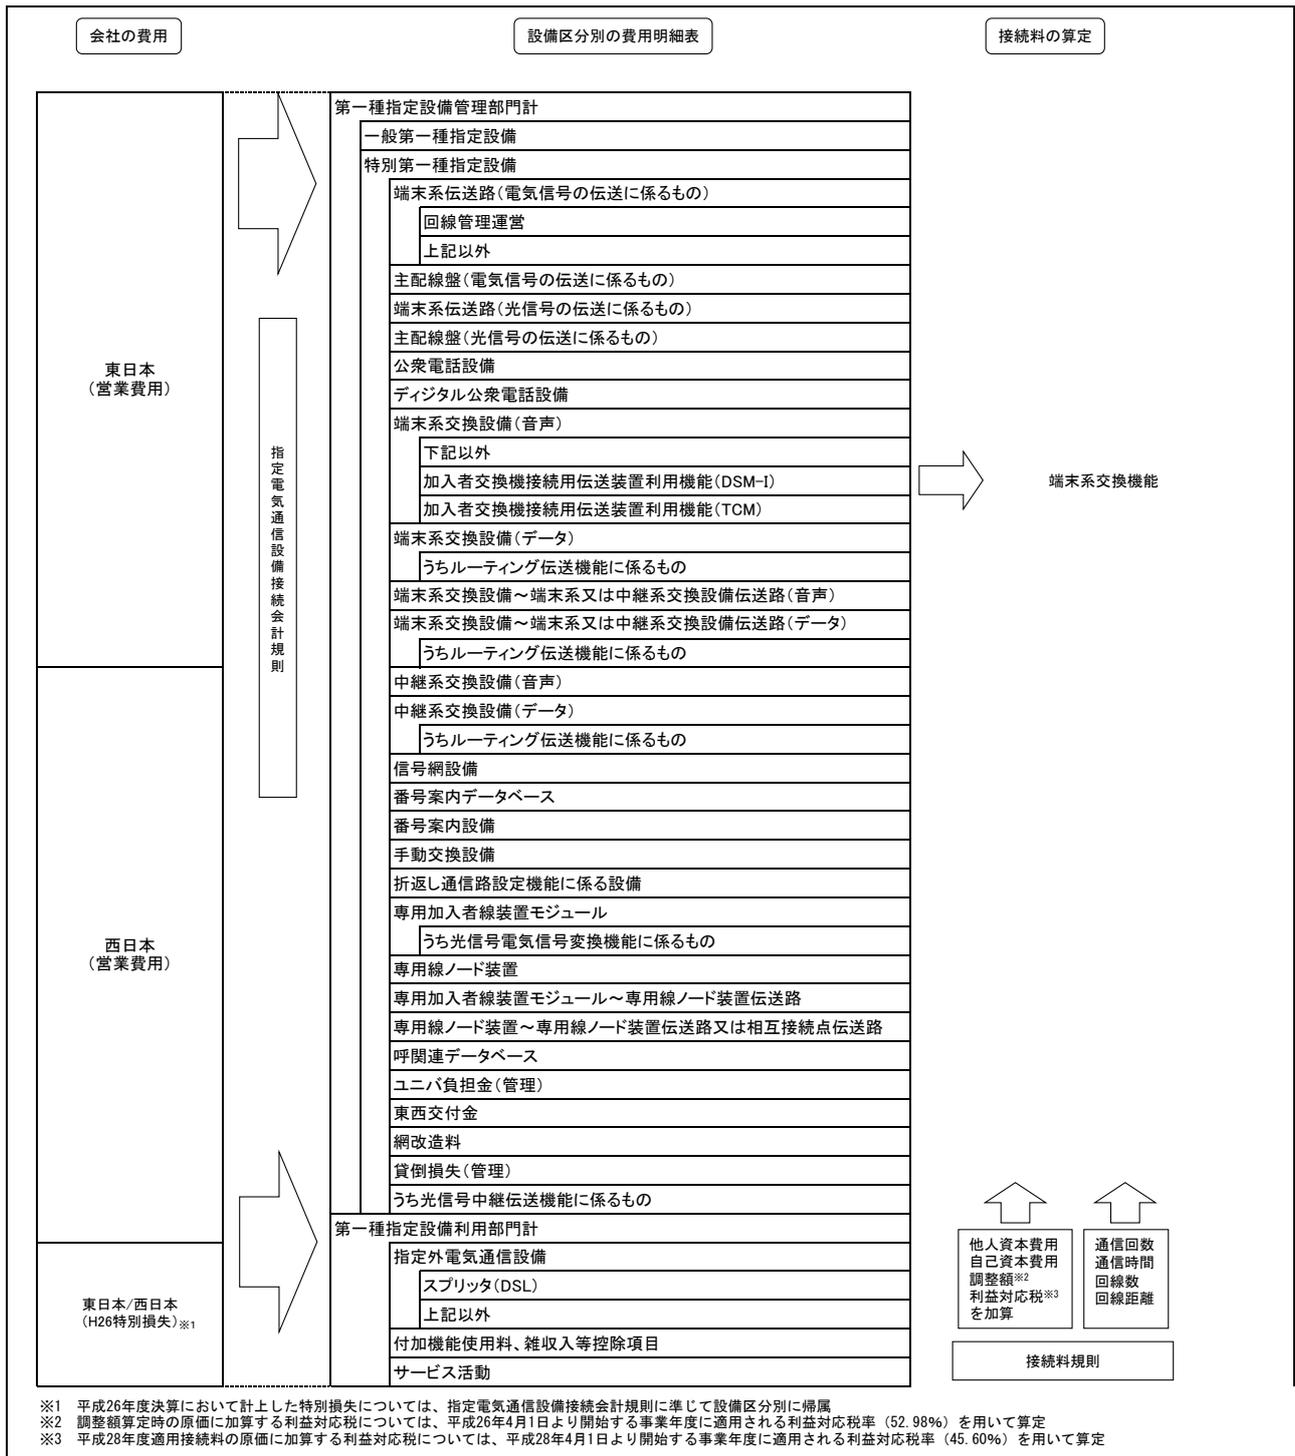 会社の費用
設備区分別の費用明細表
接続料の算定
東日本
(営業費用)
西日本
(営業費用)
東日本/西日本
(H26特別損失)※1
指定電気通信設備接続会計規則
第一種指定設備管理部門計
一般第一種指定設備
特別第一種指定設備
端末系伝送路(電気信号の伝送に係るもの)
回線管理運営
上記以外
主配線盤(電気信号の伝送に係るもの)
端末系伝送路(光信号の伝送に係るもの)
主配線盤(光信号の伝送に係るもの)
公衆電話設備
ディジタル公衆電話設備
端末系交換設備(音声)
下記以外
加入者交換機接続用伝送装置利用機能(DSM-I)
加入者交換機接続用伝送装置利用機能(TCM)
端末系交換設備(データ)
うちルーティング伝送機能に係るもの
端末系交換設備~端末系又は中継系交換設備伝送路(音声)
端末系交換設備~端末系又は中継系交換設備伝送路(データ)
うちルーティング伝送機能に係るもの
中継系交換設備(音声)
中継系交換設備(データ)
うちルーティング伝送機能に係るもの
信号網設備
番号案内データベース
番号案内設備
手動交換設備
折返し通信路設定機能に係る設備
専用加入者線装置モジュール
うち光信号電気信号変換機能に係るもの
専用線ノード装置
専用加入者線装置モジュール~専用線ノード装置伝送路
専用線ノード装置~専用線ノード装置伝送路又は相互接続点伝送路
呼関連データベース
ユニバ負担金(管理)
東西交付金
網改造料
貸倒損失(管理)
うち光信号中継伝送機能に係るもの
第一種指定設備利用部門計
指定外電気通信設備
スプリッタ(DSL)
上記以外
付加機能使用料、雑収入等控除項目
サービス活動
端末系交換機能
他人資本費用
自己資本費用
調整額※2
利益対応税※3
を加算
通信回数
通信時間
回線数
回線距離
接続料規則
※1 平成26年度決算において計上した特別損失については、指定電気通信設備接続会計規則に準じて設備区分別に帰属
※2 調整額算定時の原価に加算する利益対応税については、平成26年4月1日より開始する事業年度に適用される利益対応税率(52.98%)を用いて算定
※3 平成28年度適用接続料の原価に加算する利益対応税については、平成28年4月1日より開始する事業年度に適用される利益対応税率(45.60%)を用いて算定